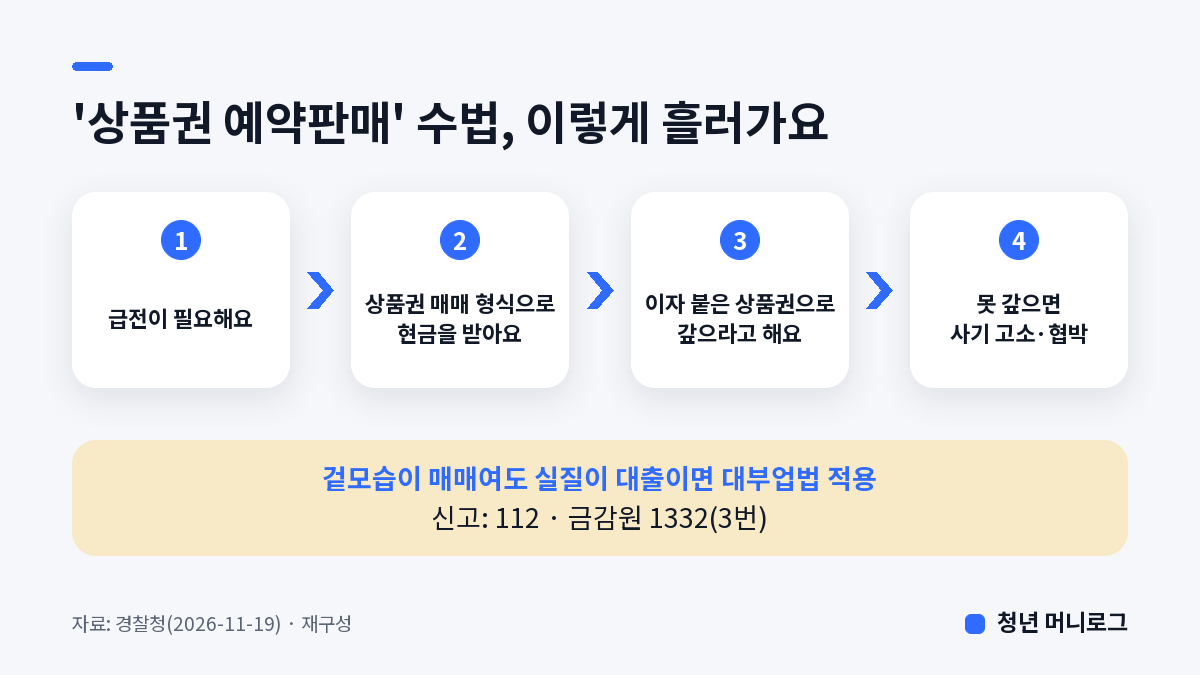 '상품권 예약판매' 수법, 이렇게 흘러가요
1
급전이 필요해요
2
상품권 매매 형식으로
현금을 받아요
3
이자 붙은 상품권으로
갚으라고 해요
4
못 갚으면
사기 고소·협박
겉모습이 매매여도 실질이 대출이면 대부업법 적용
신고: 112 · 금감원 1332(3번)
자료: 경찰청(2026-11-19) · 재구성
청년 머니로그